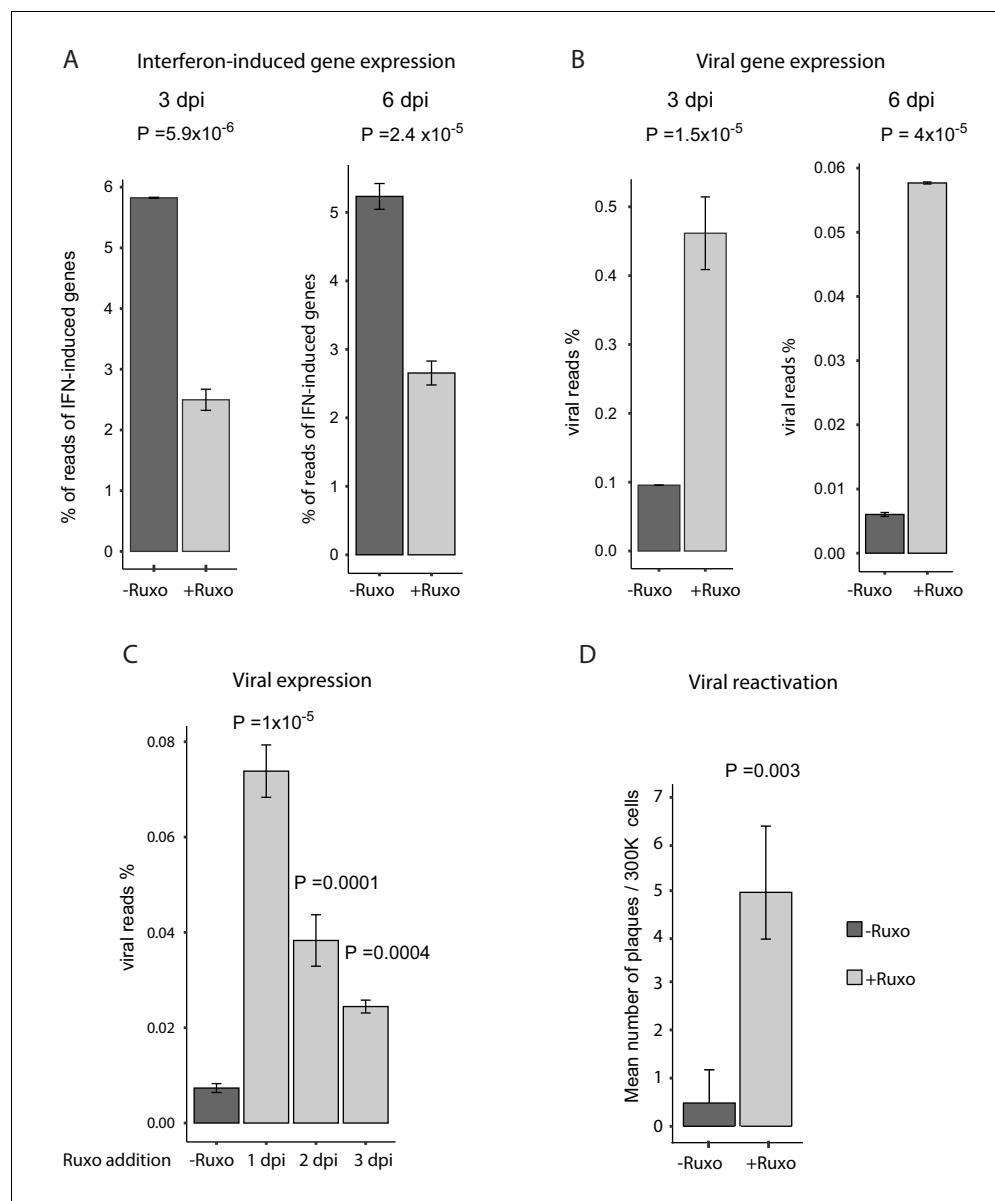 A
Interferon-induced gene expression
3 dpi
P =5.9x10-6
% of reads of IFN-induced genes
6
5
4
3
2
1
0
-Ruxo +Ruxo
6 dpi
P =2.4 x10-5
% of reads of IFN-induced genes
5
4
3
2
1
0
-Ruxo +Ruxo
B
Viral gene expression
3 dpi
P =1.5x10-5
viral reads %
0.5
0.4
0.3
0.2
0.1
0.0
-Ruxo +Ruxo
6 dpi
P = 4x10-5
viral reads %
0.06
0.05
0.04
0.03
0.02
0.01
0.00
-Ruxo +Ruxo
C
Viral expression
P =1x10-5
P =0.0001
P =0.0004
viral reads %
0.08
0.06
0.04
0.02
0.00
Ruxo addition -Ruxo 1 dpi 2 dpi 3 dpi
D
Viral reactivation
P =0.003
Mean number of plaques / 300K cells
7
6
5
4
3
2
1
0
-Ruxo +Ruxo
-Ruxo
+Ruxo